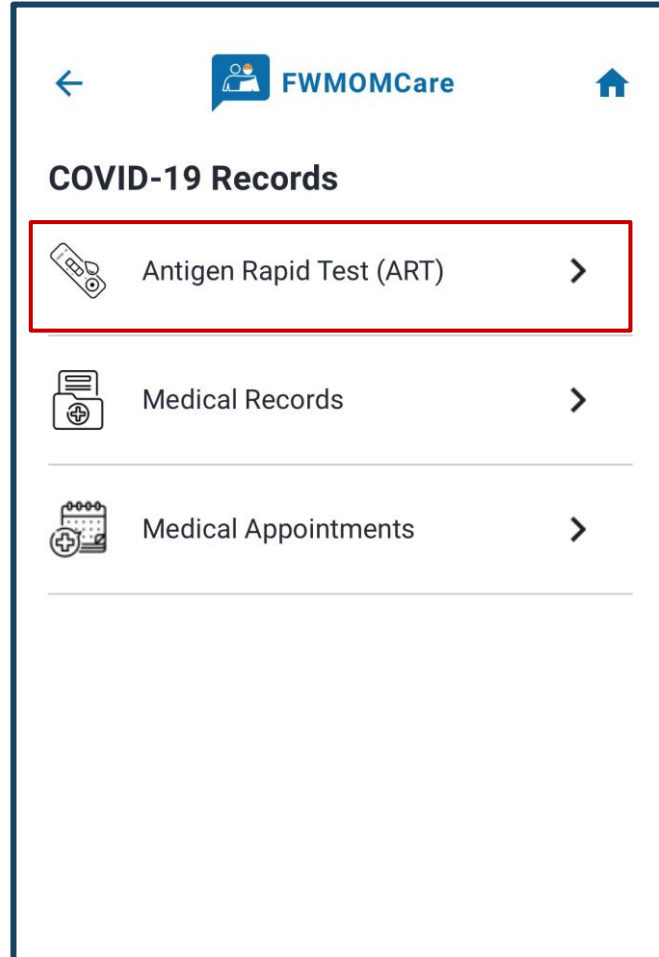 FWMOMCare
COVID-19 Records
Antigen Rapid Test (ART)
Medical Records
Medical Appointments